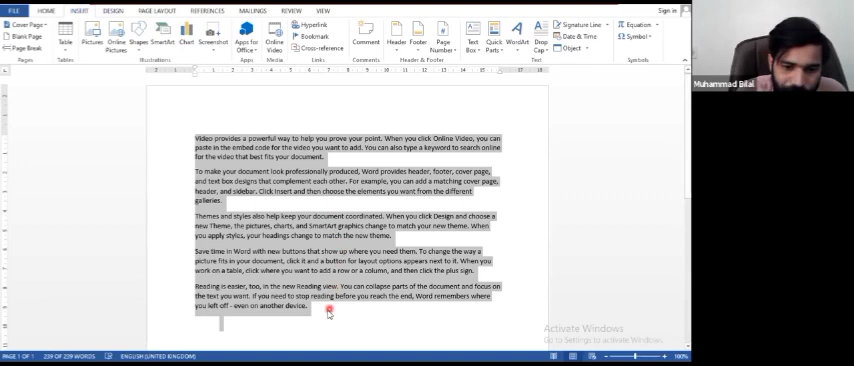 FILE HOME INSERT DESIGN PAGE LAYOUT REFERENCES MAILINGS REVIEW VIEW Sign in
Cover Page
Blank Page
Page Break
Pages
Table
Tables
Pictures Online Pictures Shapes SmartArt Chart Screenshot
Illustrations
Apps for Office
Apps
Online Video
Media
Hyperlink
Bookmark
Cross-reference
Links
Comment
Comments
Header Footer Page Number
Header & Footer
Text Box Quick Parts WordArt Drop Cap
Signature Line
Date & Time
Object
Text
Equation
Symbol
Symbols
Muhammad Bilal
Video provides a powerful way to help you prove your point. When you click Online Video, you can
paste in the embed code for the video you want to add. You can also type a keyword to search online
for the video that best fits your document.
To make your document look professionally produced, Word provides header, footer, cover page,
and text box designs that complement each other. For example, you can add a matching cover page,
header, and sidebar. Click Insert and then choose the elements you want from the different
galleries.
Themes and styles also help keep your document coordinated. When you click Design and choose a
new Theme, the pictures, charts, and SmartArt graphics change to match your new theme. When
you apply styles, your headings change to match the new theme.
Save time in Word with new buttons that show up where you need them. To change the way a
picture fits in your document, click it and a button for layout options appears next to it. When you
work on a table, click where you want to add a row or a column, and then click the plus sign.
Reading is easier, too, in the new Reading view. You can collapse parts of the document and focus on
the text you want. If you need to stop reading before you reach the end, Word remembers where
you left off - even on another device.
Activate Windows
Go to Settings to activate Windows.
PAGE 1 OF 1 239 OF 239 WORDS ENGLISH (UNITED KINGDOM) 100%